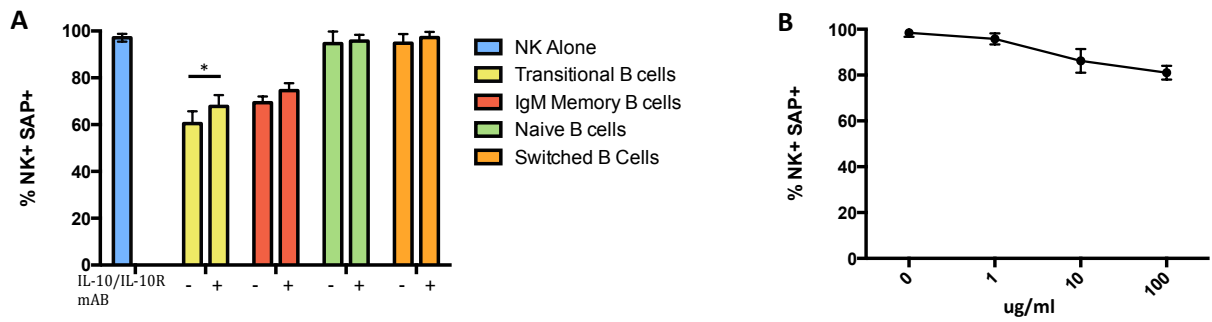 A
% NK+ SAP+
100
80
60
40
20
0
*
IL-10/IL-10R
mAB
- + - + - + - +
NK Alone
Transitional B cells
IgM Memory B cells
Naive B cells
Switched B Cells
B
% NK+ SAP+
100
80
60
40
20
0
0 1 10 100
ug/ml